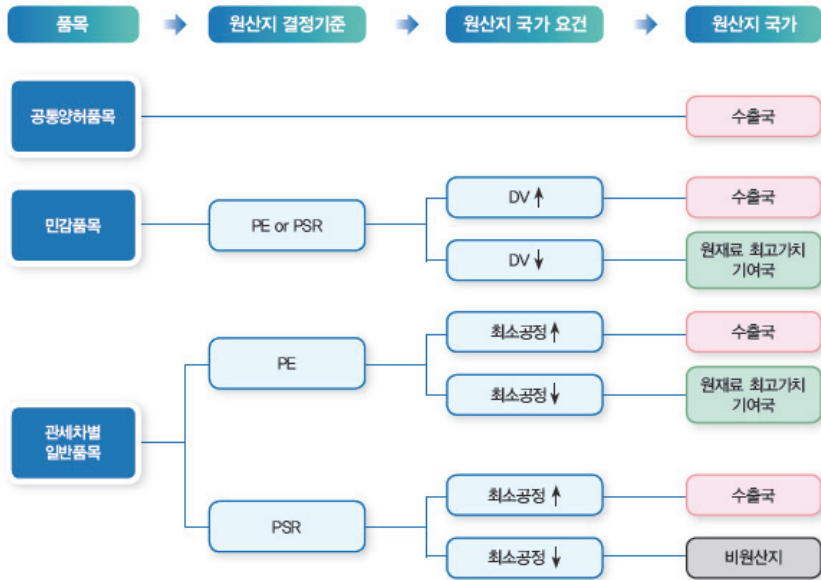 품목
원산지 결정기준
원산지 국가 요건
원산지 국가
공통양허품목
수출국
민감품목
PE or PSR
DV ↑
수출국
DV ↓
원재료 최고가치
기여국
관세차별
일반품목
PE
최소공정 ↑
수출국
최소공정 ↓
원재료 최고가치
기여국
PSR
최소공정 ↑
수출국
최소공정 ↓
비원산지